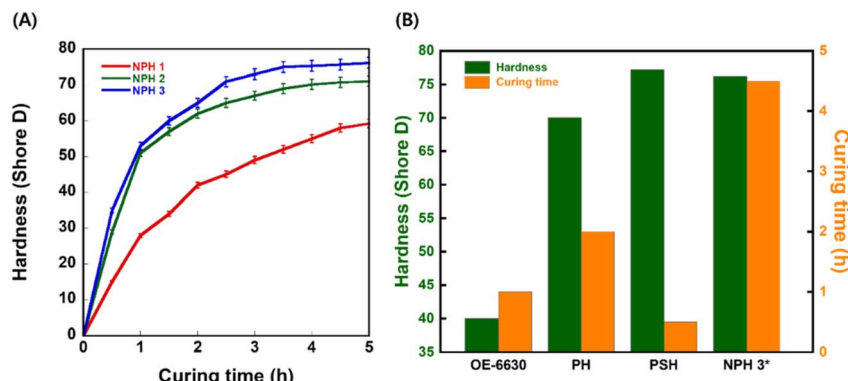 (A)
Hardness (Shore D)
80
70
60
50
40
30
20
10
0
NPH 1
NPH 2
NPH 3
0 1 2 3 4 5
Curing time (h)
(B)
Hardness (Shore D)
80
75
70
65
60
55
50
45
40
35
Hardness
Curing time
5
4
3
2
1
0
Curing time (h)
OE-6630 PH PSH NPH 3*